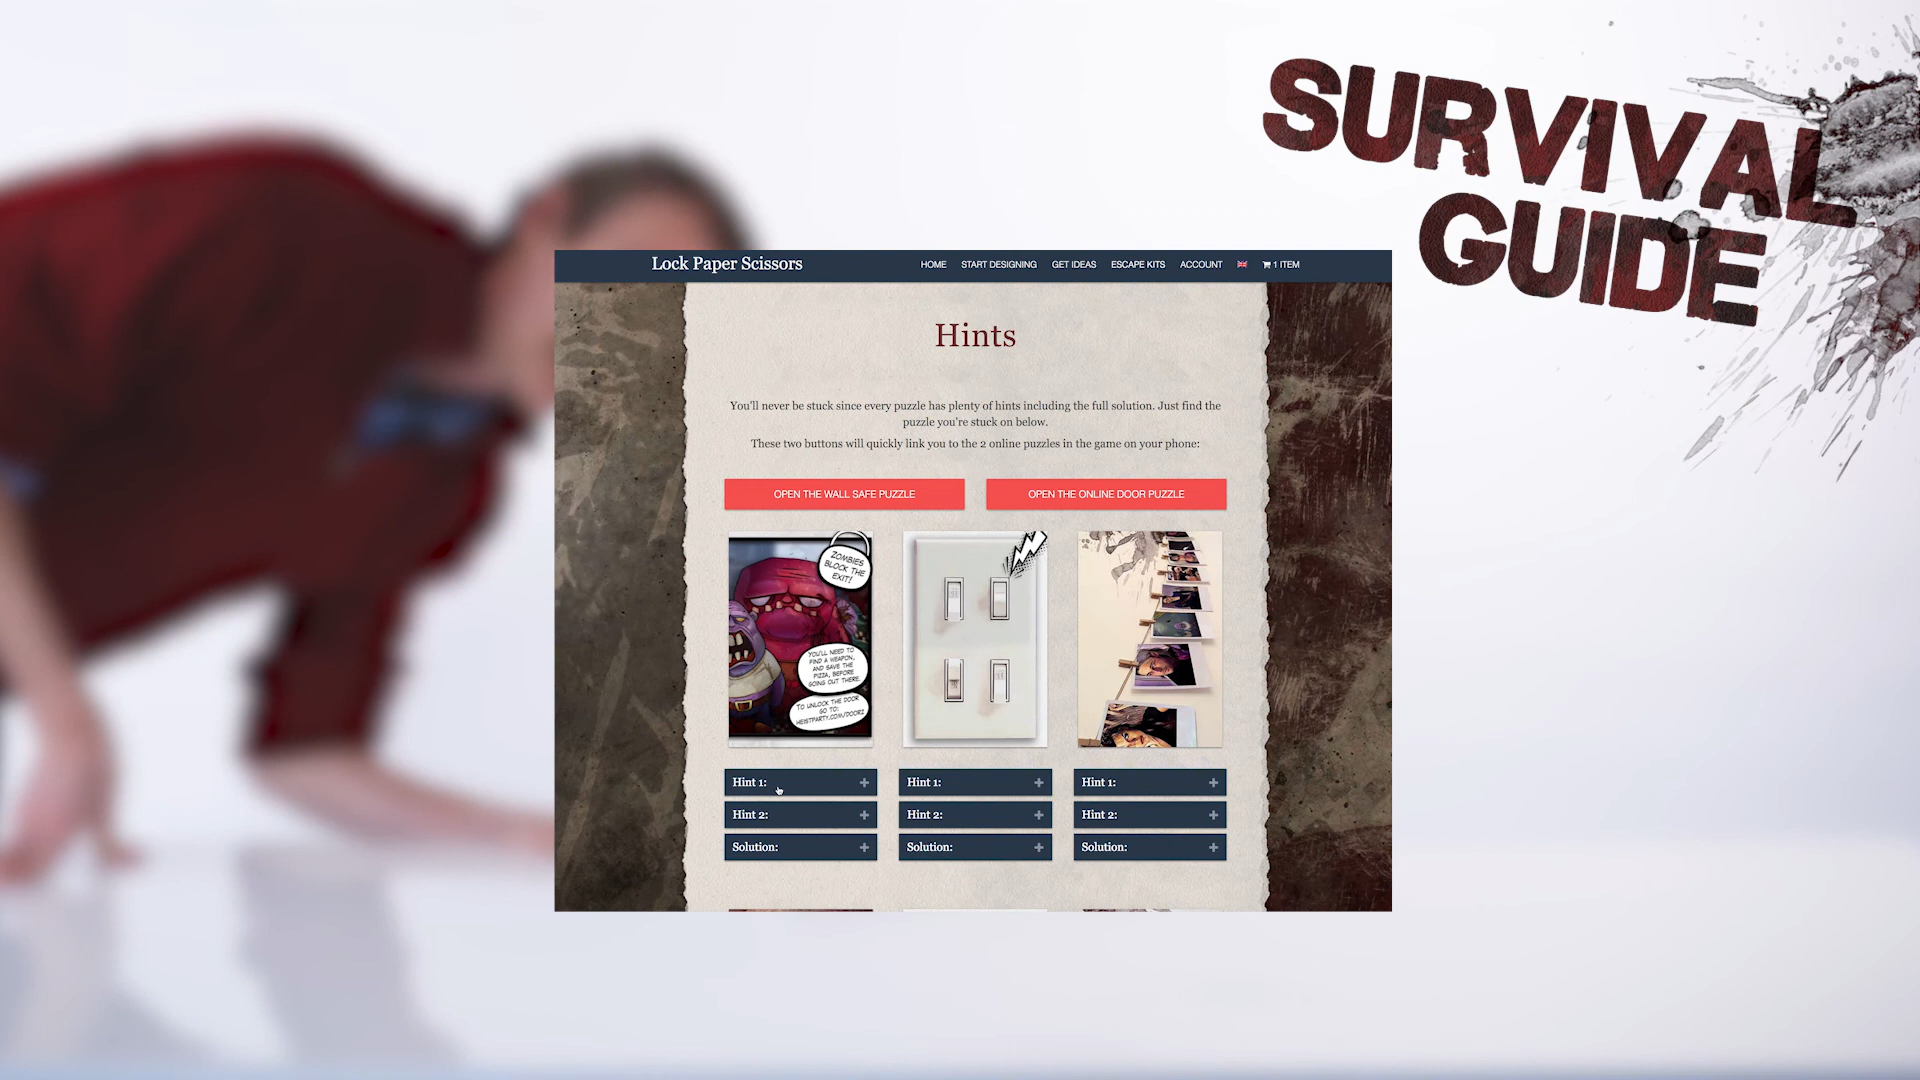 SURVIVAL
GUIDE
Lock Paper Scissors
HOME START DESIGNING GET IDEAS ESCAPE KITS ACCOUNT 1 ITEM
Hints
You'll never be stuck since every puzzle has plenty of hints including the full solution. Just find the
puzzle you're stuck on below.
These two buttons will quickly link you to the 2 online puzzles in the game on your phone:
OPEN THE WALL SAFE PUZZLE OPEN THE ONLINE DOOR PUZZLE
ZOMBIES
BLOCK THE
EXIT!
YOU'LL NEED TO
FIND A WEAPON,
AND SAVE THE
PIZZA, BEFORE
GOING OUT THERE.
TO UNLOCK THE DOOR
GO TO:
HEISTPARTY.COM/DOOR2
Hint 1: Hint 1: Hint 1:
Hint 2: Hint 2: Hint 2:
Solution: Solution: Solution: